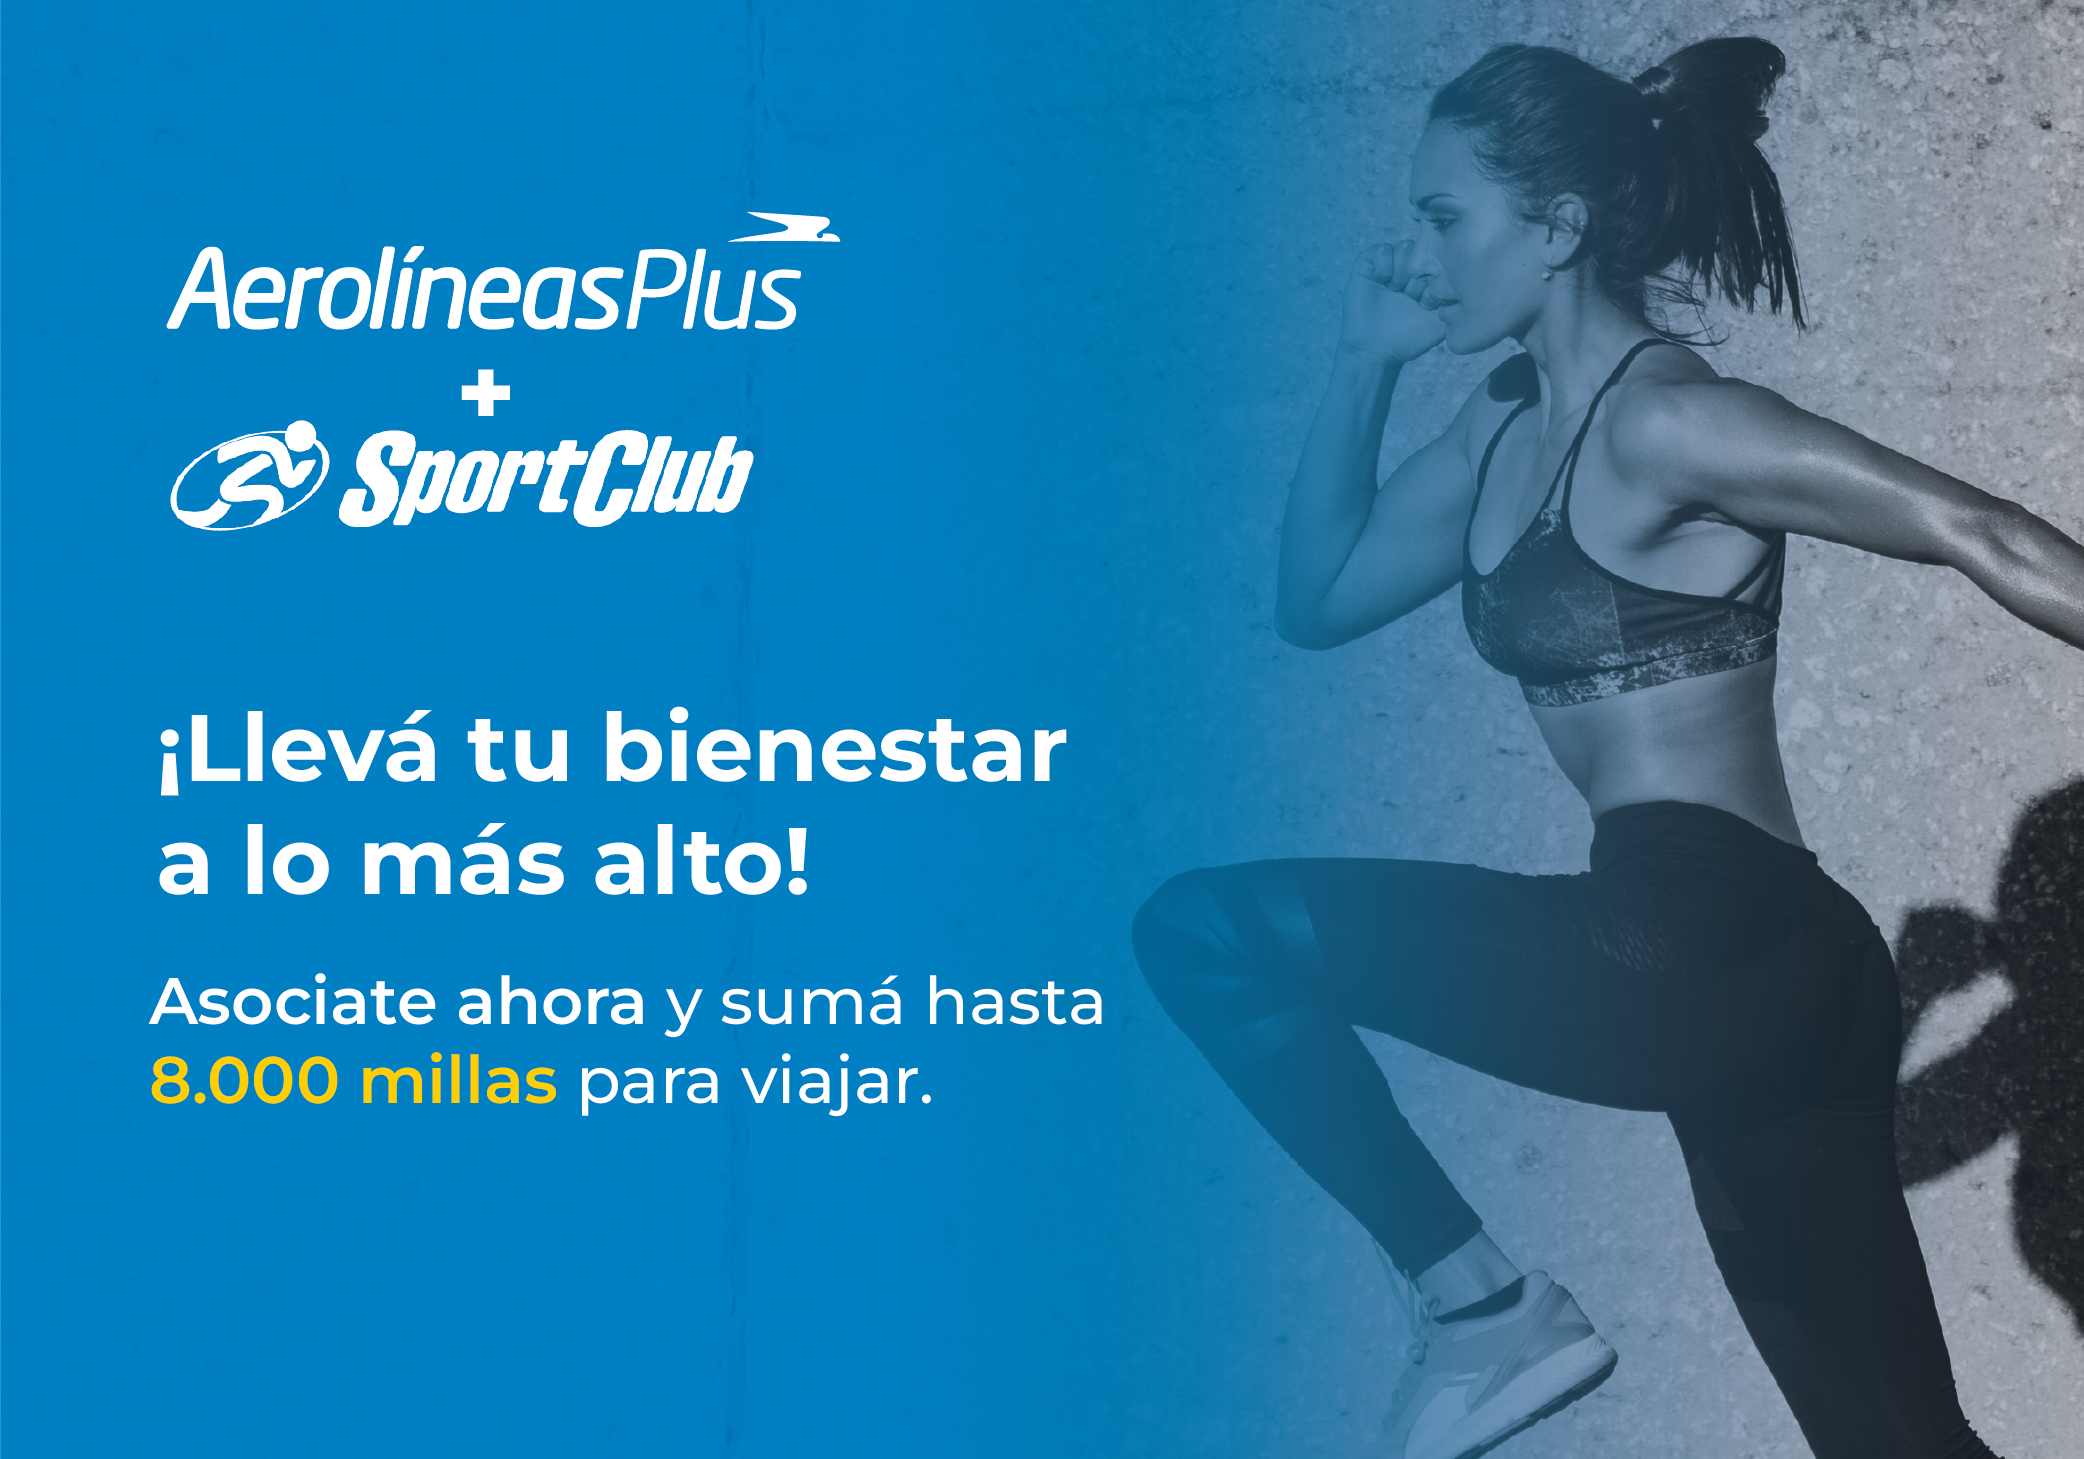 AerolíneasPlus
+
SportClub
¡Llevá tu bienestar
a lo más alto!
Asociate ahora y sumá hasta
8.000 millas para viajar.